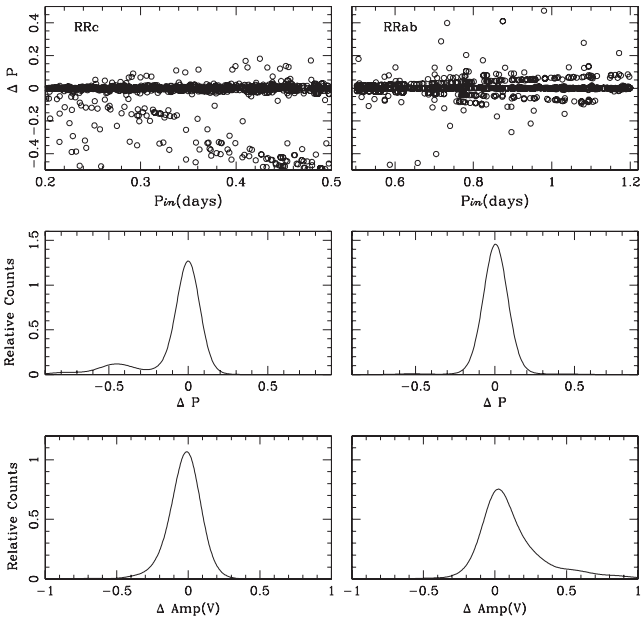 RRc
RRab
Δ P
0.4
0.2
0
−0.2
−0.4
0.2 0.3 0.4 0.5
0.6 0.8 1 1.2
Pin(days)
Pin(days)
Relative Counts
1.5
1
0.5
0
−0.5 0 0.5
−0.5 0 0.5
Δ P
Δ P
Relative Counts
1
0.5
0
−1 −0.5 0 0.5 1
−1 −0.5 0 0.5 1
Δ Amp(V)
Δ Amp(V)